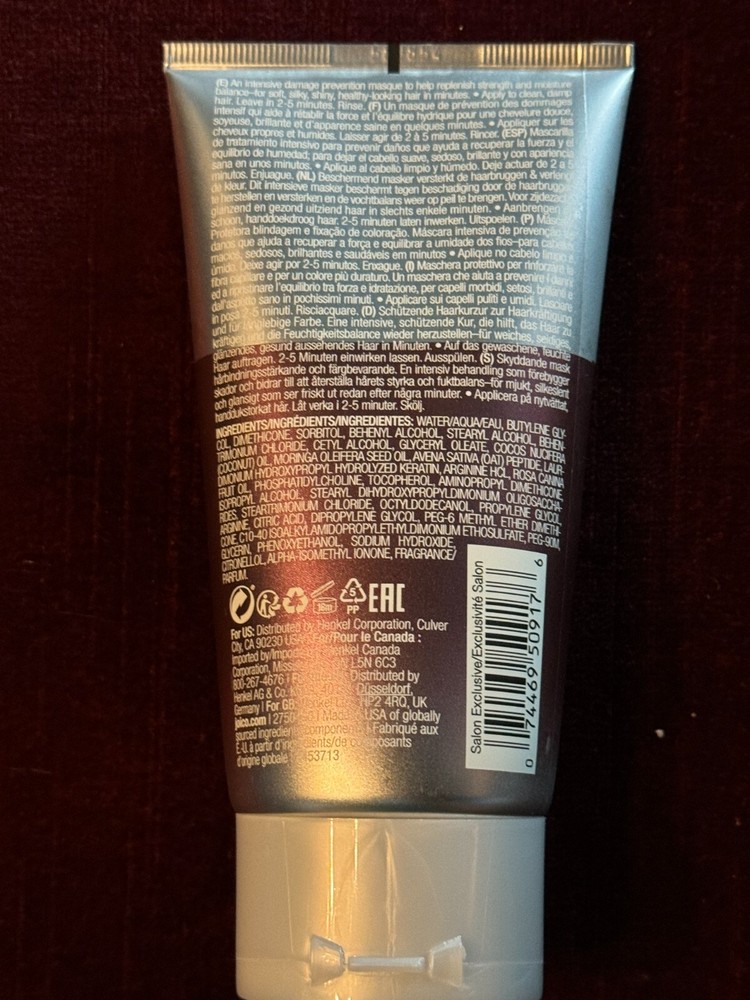 (E) An intensive damage prevention masque to help replenish strength and moisture
balance–for soft, silky, shiny, healthy-looking hair in minutes. • Apply to clean, damp
hair. Leave in 2-5 minutes. Rinse. (F) Un masque de prévention des dommages
intensif qui aide à rétablir la force et l'équilibre hydrique pour une chevelure douce,
soyeuse, brillante et d'apparence saine en quelques minutes. • Appliquer sur les
cheveux propres et humides. Laisser agir de 2 à 5 minutes. Rincer. (ESP) Mascarilla
de tratamiento intensivo para prevenir daños que ayuda a recuperar la fuerza y el
equilibrio de humedad; para dejar el cabello suave, sedoso, brillante y con apariencia
sana en unos minutos. • Aplique al cabello limpio y húmedo. Deje actuar de 2 a 5
minutos. Enjuague. (NL) Beschermend masker versterkt de haarbruggen &
de kleur. Dit intensieve masker beschermt tegen beschadiging door de haarbruggen
te herstellen en versterken en de vochtbalans weer op peil te brengen. Voor zijdezacht
glanzend en gezond uitziend haar in slechts enkele minuten. • Aanbrengen
schoon, handdoekdroog haar. 2-5 minuten laten inwerken. Uitspoelen. (P)
Protetora blindagem e fixação de coloração. Máscara intensiva de prevenção
danos que ajuda a recuperar a força e equilibrar a umidade dos fios–para cabelos
macios, sedosos, brilhantes e saudáveis em minutos • Aplique no cabelo limpo e
úmido. Deixe agir por 2-5 minutos. Enxague. (I) Maschera protettiva per rinforzare la
fibra capillare e per un colore più duraturo. Un maschera che aiuta a prevenire i danni
ed a ripristinare l'equilibrio tra forza e idratazione, per capelli morbidi, setosi, brillanti e
dall'aspetto sano in pochissimi minuti. • Applicare sui capelli puliti e umidi. Lasciare
in posa 2-5 minuti. Risciacquare. (D) Schützende Haarkurzur zur Haarkräftigung
und für langlebige Farbe. Eine intensive, schützende Kur, die hilft, das Haar zu
kräftigen und die Feuchtigkeitsbalance wieder herzustellen–für weiches, seidiges,
glänzendes, gesund aussehendes Haar in Minuten. • Auf das gewaschene, feuchte
Haar auftragen. 2-5 Minuten einwirken lassen. Ausspülen. (S) Skyddande mask
hårbindningsstärkande och färgbevarande. En intensiv behandling som förebygger
skador och bidrar till att återställa hårets styrka och fuktbalans–för mjukt, silkeslent
och glansigt som ser friskt ut redan efter några minuter. • Applicera på nytvättat,
handdukstorkat hår. Låt verka i 2-5 minuter. Skölj.
INGREDIENTS/INGRÉDIENTS/INGREDIENTES: WATER/AQUA/EAU, BUTYLENE GLY-
COL, DIMETHICONE, SORBITOL, BEHENYL ALCOHOL, STEARYL ALCOHOL, BEHEN-
TRIMONIUM CHLORIDE, CETYL ALCOHOL, GLYCERYL OLEATE, COCOS NUCIFERA
(COCONUT) OIL, MORINGA OLEIFERA SEED OIL, AVENA SATIVA (OAT) PEPTIDE, LAUR-
DIMONIUM HYDROXYPROPYL HYDROLYZED KERATIN, ARGININE HCL, ROSA CANINA
FRUIT OIL, PHOSPHATIDYLCHOLINE, TOCOPHEROL, AMINOPROPYL DIMETHICONE,
ISOPROPYL ALCOHOL, STEARYL DIHYDROXYPROPYLDIMONIUM OLIGOSACCHA-
RIDES, STEARTRIMONIUM CHLORIDE, OCTYLDODECANOL, PROPYLENE GLYCOL,
ARGININE, CITRIC ACID, DIPROPYLENE GLYCOL, PEG-6 METHYL ETHER DIMETHI-
CONE C10-40 ISOALKYLAMIDOPROPYLETHYLDIMONIUM ETHOSULFATE, PEG-90M,
GLYCERIN, PHENOXYETHANOL, SODIUM HYDROXIDE,
CITRONELLOL, ALPHA-ISOMETHYL IONONE, FRAGRANCE/
PARFUM.
5
PP
EAC
For US: Distributed by Henkel Corporation, Culver
City, CA 90230 USA For/Pour le Canada :
Imported by/Importé Henkel Canada
Corporation, L5N 6C3
800-267-4676 Distributed by
Henkel AG & Co. Düsseldorf,
Germany | For GB: HP2 4RQ, UK
joico.com | USA of globally
sourced ingredients Fabriqué aux
É.-U. à partir d'ingrédients/de composants
d'origine globale 53713
Salon Exclusive/Exclusivité Salon
0 74469 50917 6